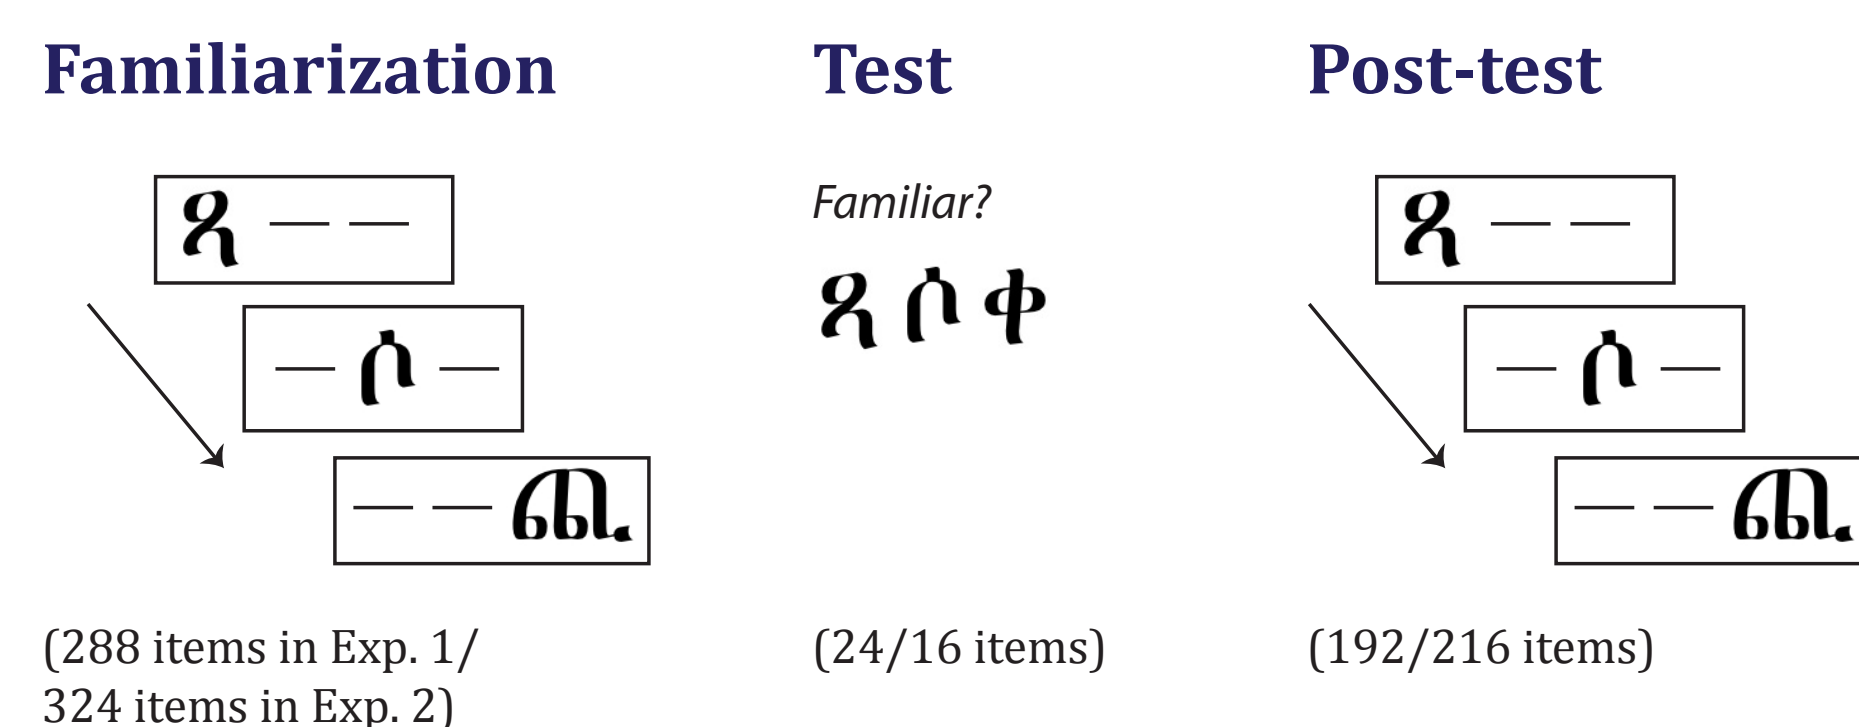 Familiarization
ጿ — —
— ሶ —
— — ጪ
(288 items in Exp. 1/
324 items in Exp. 2)
Test
Familiar?
ጿ ሶ ቀ
(24/16 items)
Post-test
ጿ — —
— ሶ —
— — ጪ
(192/216 items)